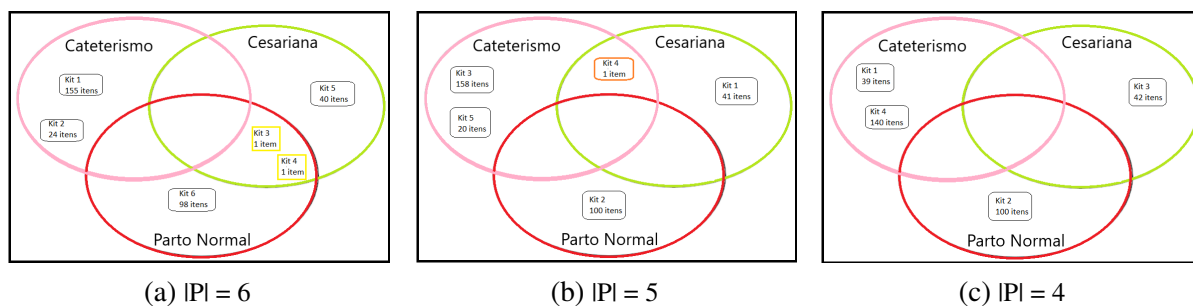 Cateterismo
Cesariana
Kit 1
155 itens
Kit 5
40 itens
Kit 2
24 itens
Kit 3
1 item
Kit 4
1 item
Kit 6
98 itens
Parto Normal
(a) |P| = 6
Cateterismo
Cesariana
Kit 4
1 item
Kit 3
158 itens
Kit 1
41 itens
Kit 5
20 itens
Kit 2
100 itens
Parto Normal
(b) |P| = 5
Cateterismo
Cesariana
Kit 1
39 itens
Kit 3
42 itens
Kit 4
140 itens
Kit 2
100 itens
Parto Normal
(c) |P| = 4